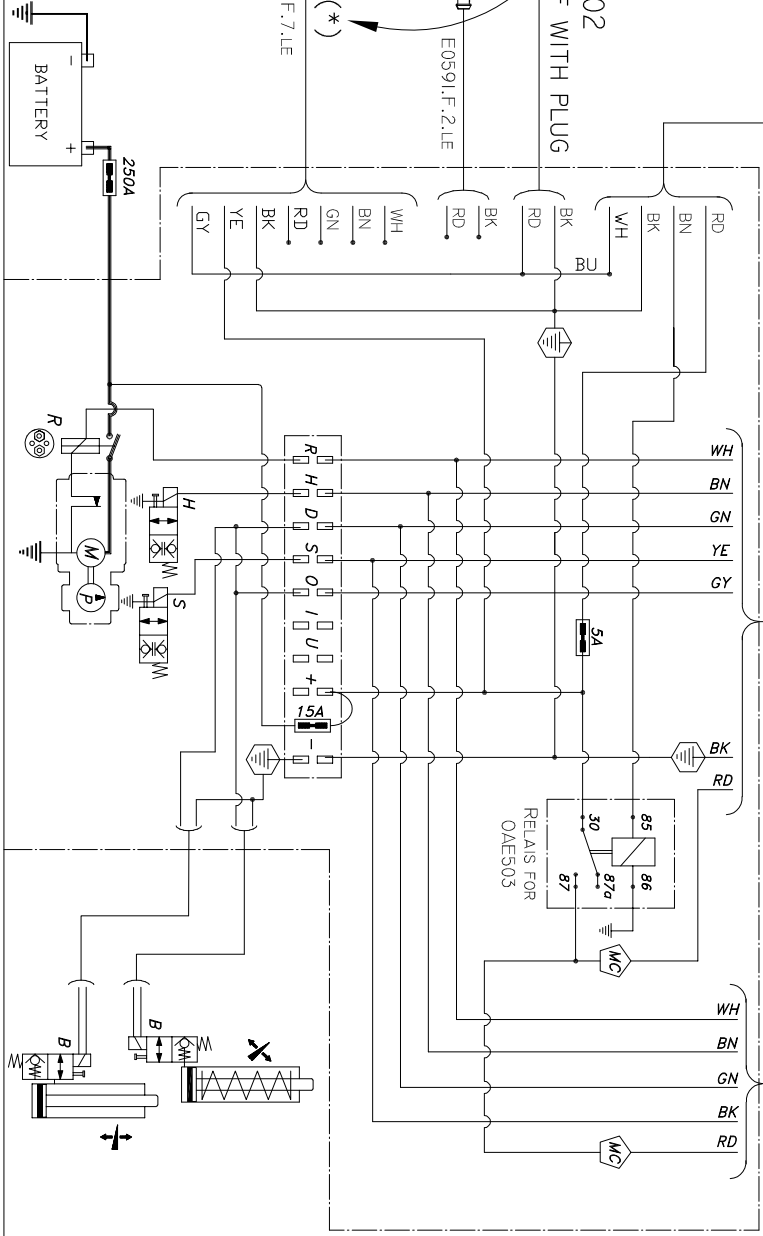 02
F WITH PLUG
(*)
F.7.LE
E0591.F.2.LE
BATTERY
-
+
250A
GY
YE
BK
RD
GN
BN
WH
RD
BK
RD
BK
WH
BK
BN
RD
BU
R
H
S
M
P
R
H
D
S
O
I
U
+
-
15A
5A
WH
BN
GN
YE
GY
BK
RD
RELAIS FOR
OAE503
30
85
87
87a
86
MC
WH
BN
GN
BK
RD
MC
B
B